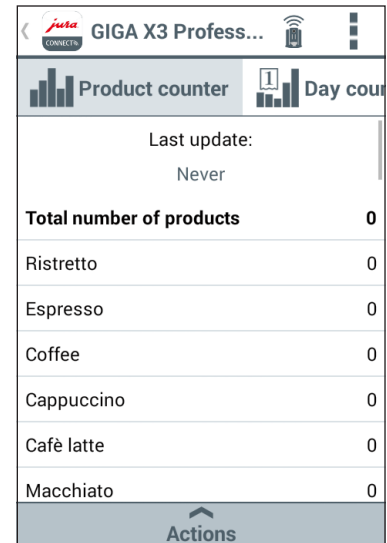 jura
CONNECT
GIGA X3 Profess...
Product counter
1
Day cour
Last update:
Never
Total number of products 0
Ristretto 0
Espresso 0
Coffee 0
Cappuccino 0
Cafè latte 0
Macchiato 0
Actions